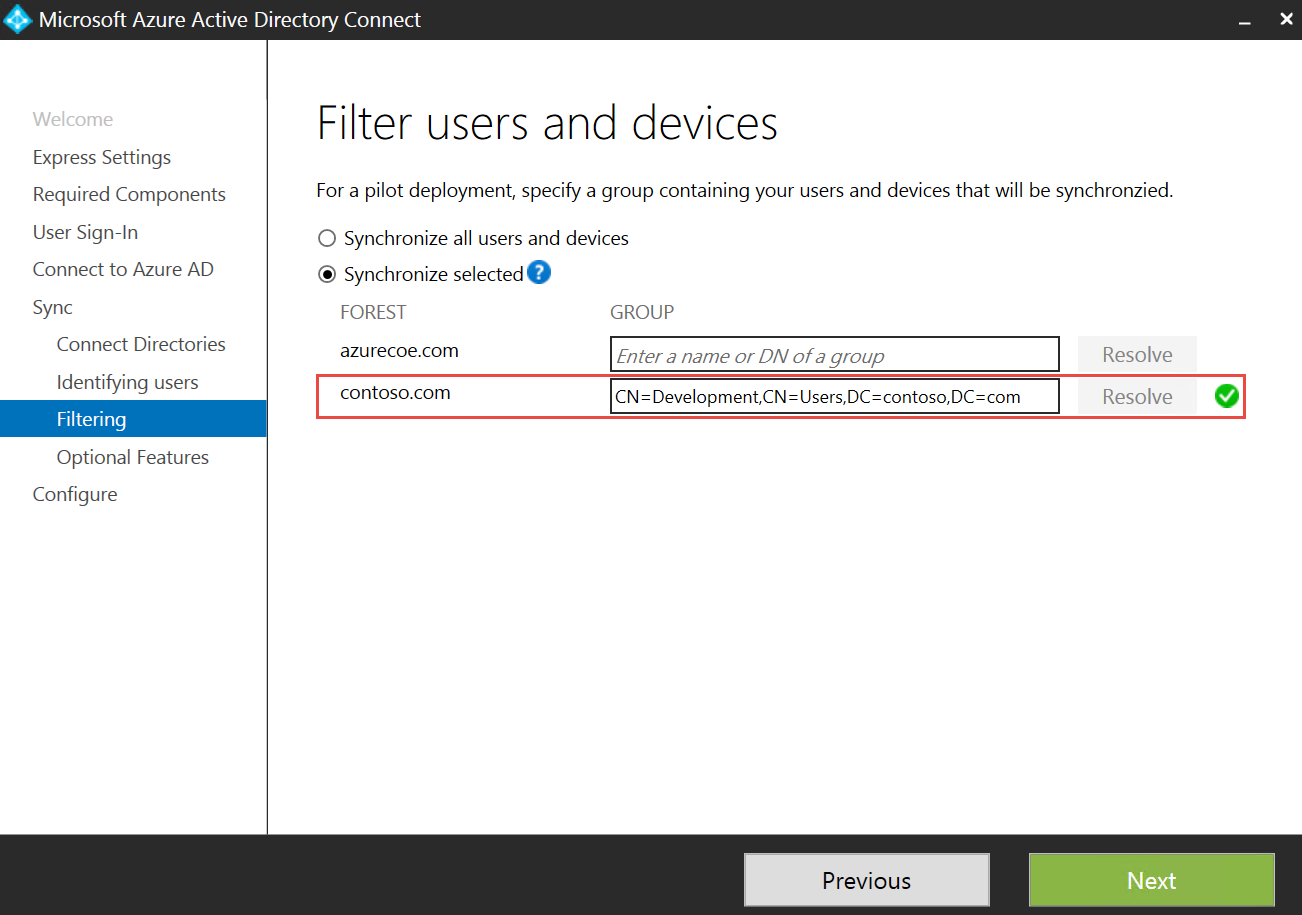 Microsoft Azure Active Directory Connect
Welcome
Express Settings
Required Components
User Sign-In
Connect to Azure AD
Sync
Connect Directories
Identifying users
Filtering
Optional Features
Configure
Filter users and devices
For a pilot deployment, specify a group containing your users and devices that will be synchronzied.
Synchronize all users and devices
Synchronize selected ?
FOREST GROUP
azurecoe.com Enter a name or DN of a group Resolve
contoso.com CN=Development,CN=Users,DC=contoso,DC=com Resolve
Previous Next